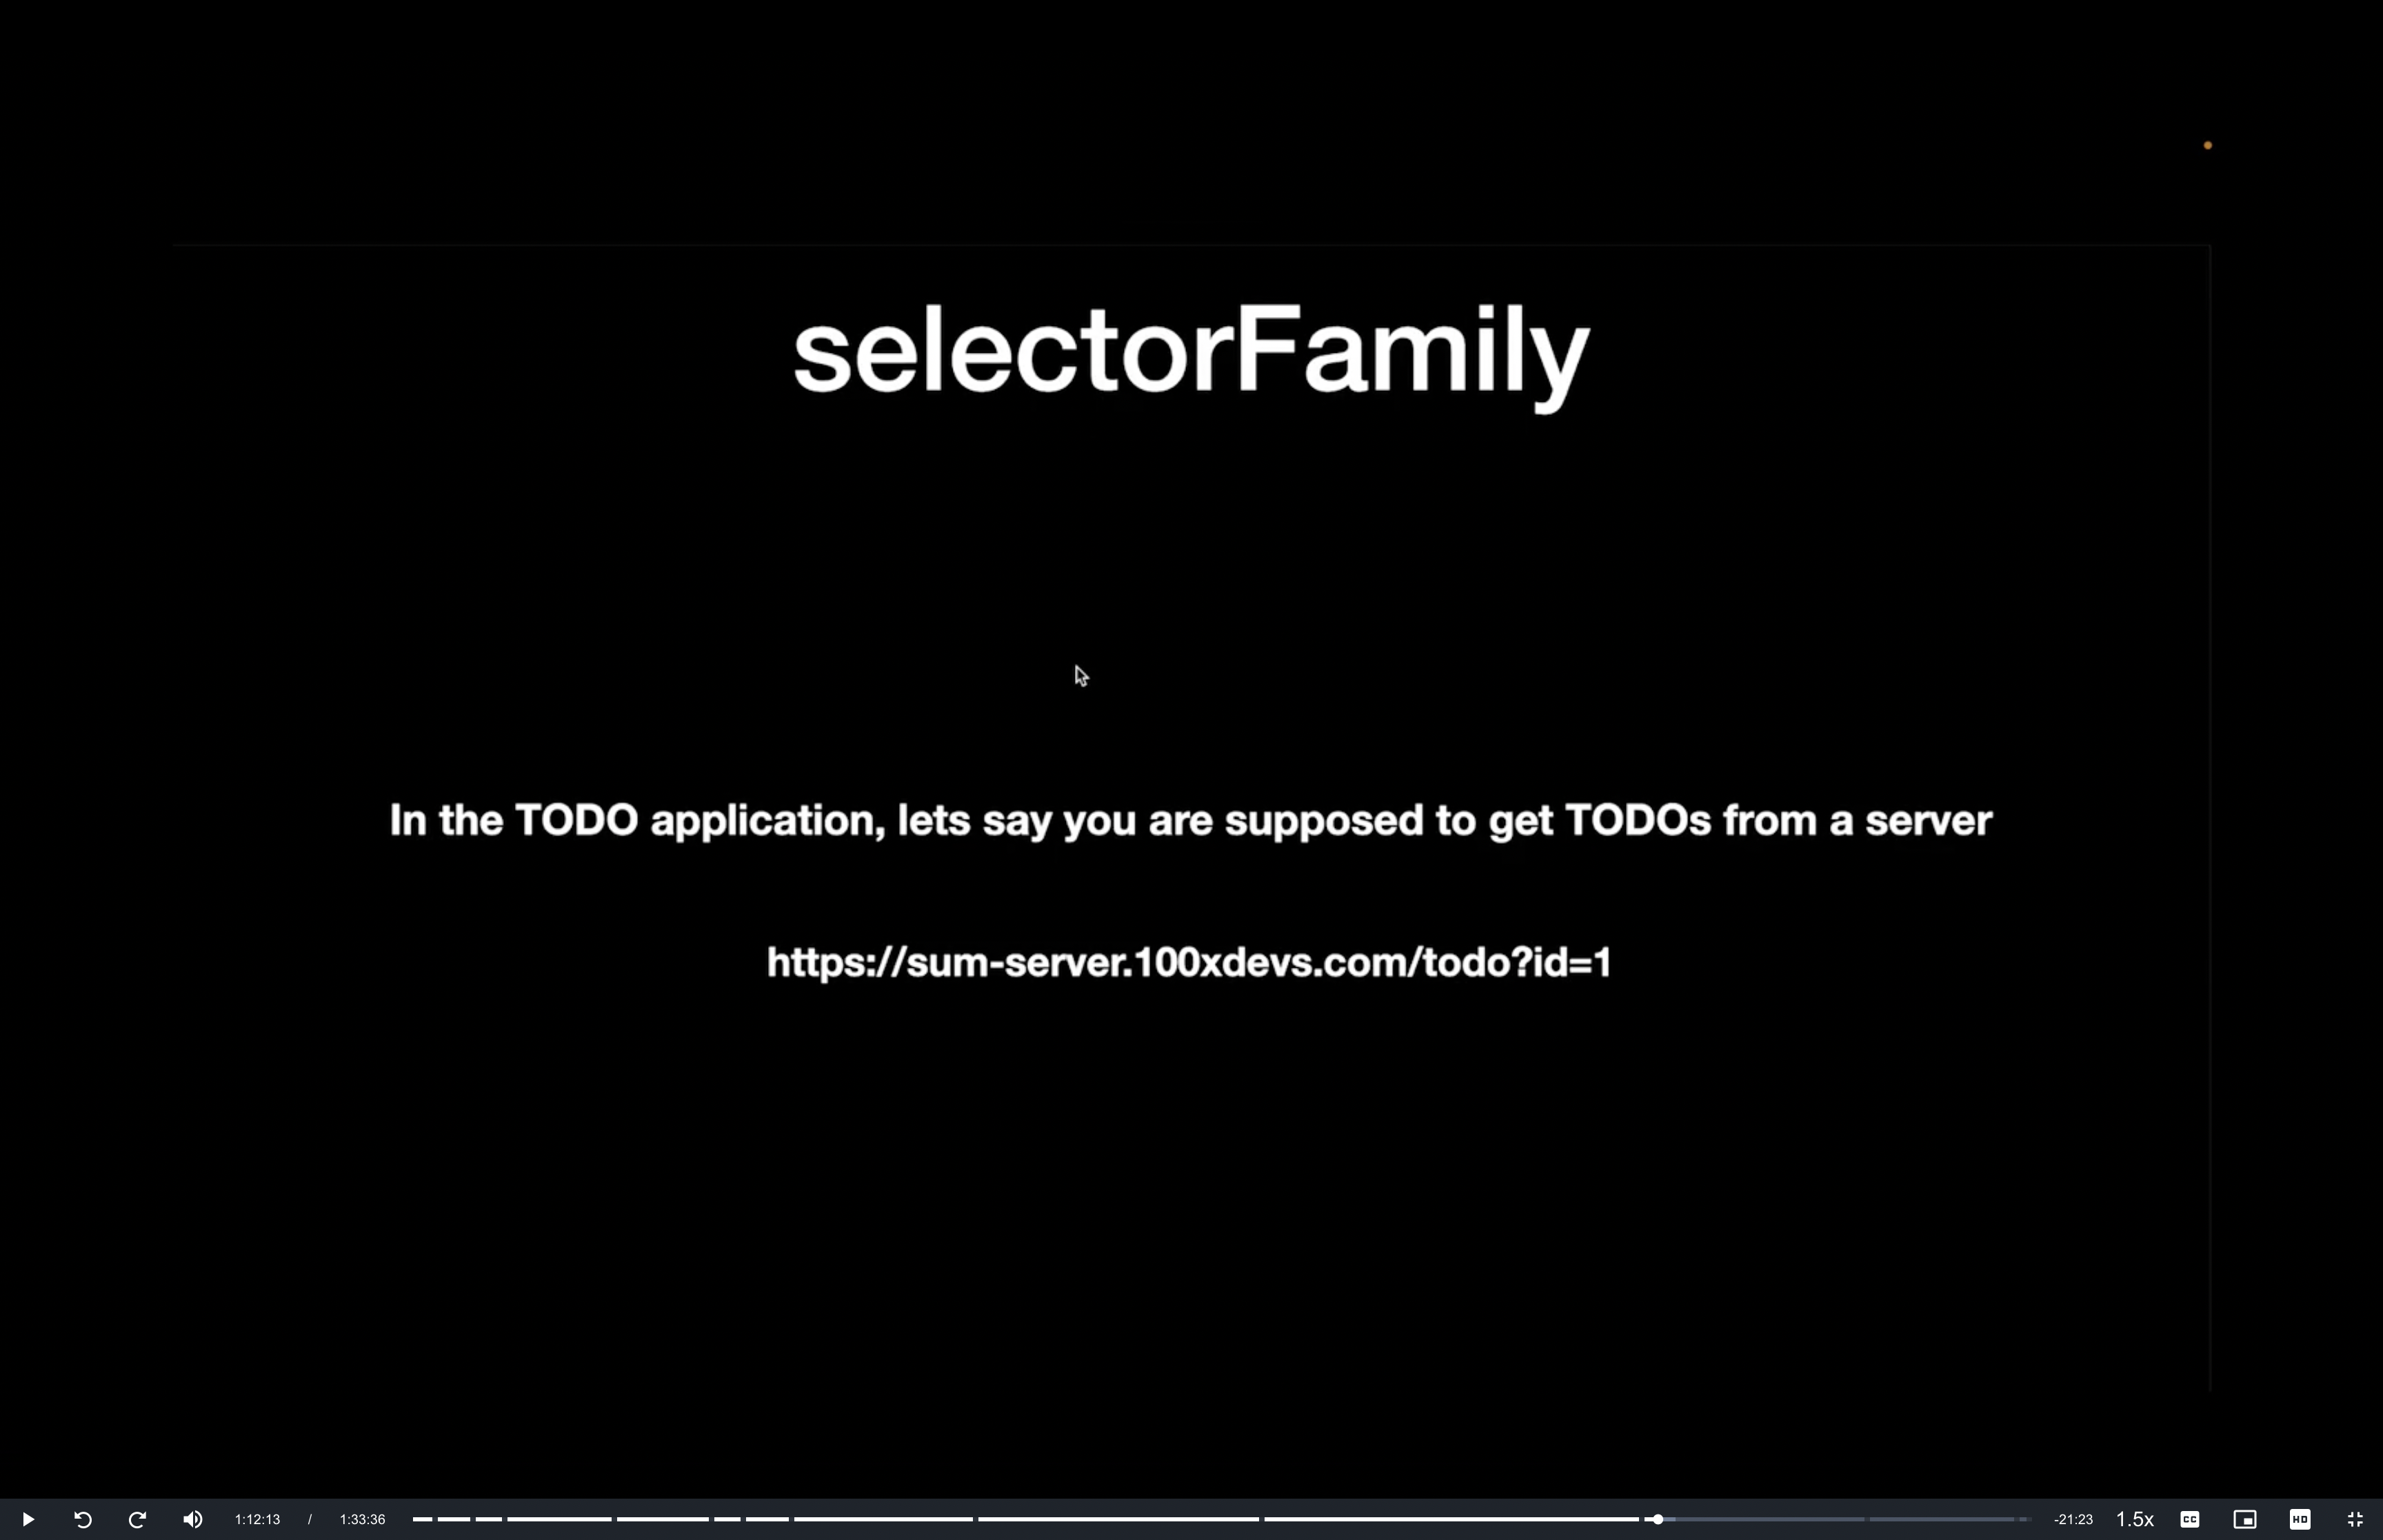 selectorFamily
In the TODO application, lets say you are supposed to get TODOs from a server
https://sum-server.100xdevs.com/todo?id=1
1:12:13 / 1:33:36 -21:23 1.5x CC HD